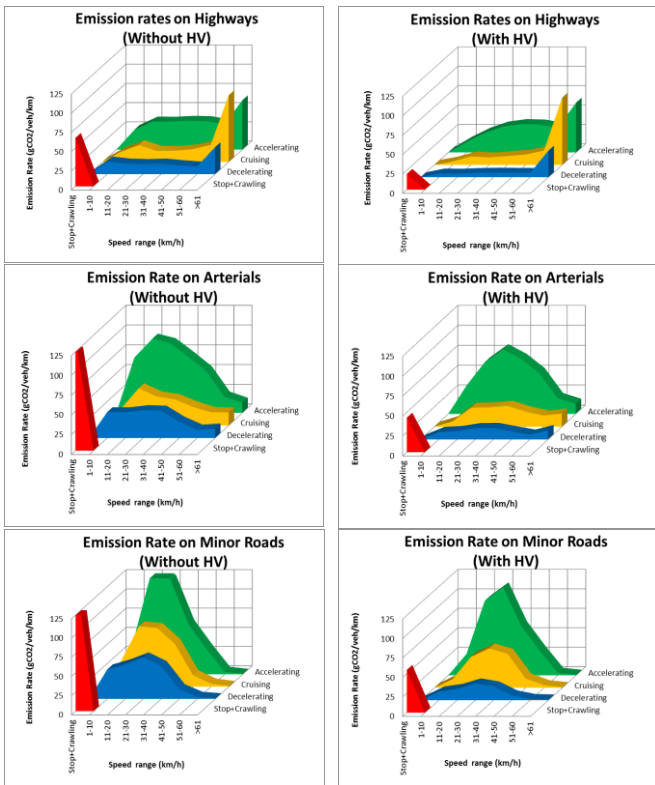 Emission rates on Highways
(Without HV)
Emission Rate (gCO2/veh/km)
125
100
75
50
25
0
Stop+Crawling
1-10
11-20
21-30
31-40
41-50
51-60
>61
Accelerating
Cruising
Decelerating
Stop+Crawling
Speed range (km/h)
Emission Rates on Highways
(With HV)
Emission Rate (gCO2/veh/km)
125
100
75
50
25
0
Stop+Crawling
1-10
11-20
21-30
31-40
41-50
51-60
>61
Accelerating
Cruising
Decelerating
Stop+Crawling
Speed range (km/h)
Emission Rate on Arterials
(Without HV)
Emission Rate (gCO2/veh/km)
125
100
75
50
25
0
Stop+Crawling
1-10
11-20
21-30
31-40
41-50
51-60
>61
Accelerating
Cruising
Decelerating
Stop+Crawling
Speed range (km/h)
Emission Rate on Arterials
(With HV)
Emission Rate (gCO2/veh/km)
125
100
75
50
25
0
Stop+Crawling
1-10
11-20
21-30
31-40
41-50
51-60
>61
Accelerating
Cruising
Decelerating
Stop+Crawling
Speed range (km/h)
Emission Rate on Minor Roads
(Without HV)
Emission Rate (gCO2/veh/km)
125
100
75
50
25
0
Stop+Crawling
1-10
11-20
21-30
31-40
41-50
51-60
>61
Accelerating
Cruising
Decelerating
Stop+Crawling
Speed range (km/h)
Emission Rate on Minor Roads
(With HV)
Emission Rate (gCO2/veh/km)
125
100
75
50
25
0
Stop+Crawling
1-10
11-20
21-30
31-40
41-50
51-60
>61
Accelerating
Cruising
Decelerating
Stop+Crawling
Speed range (km/h)